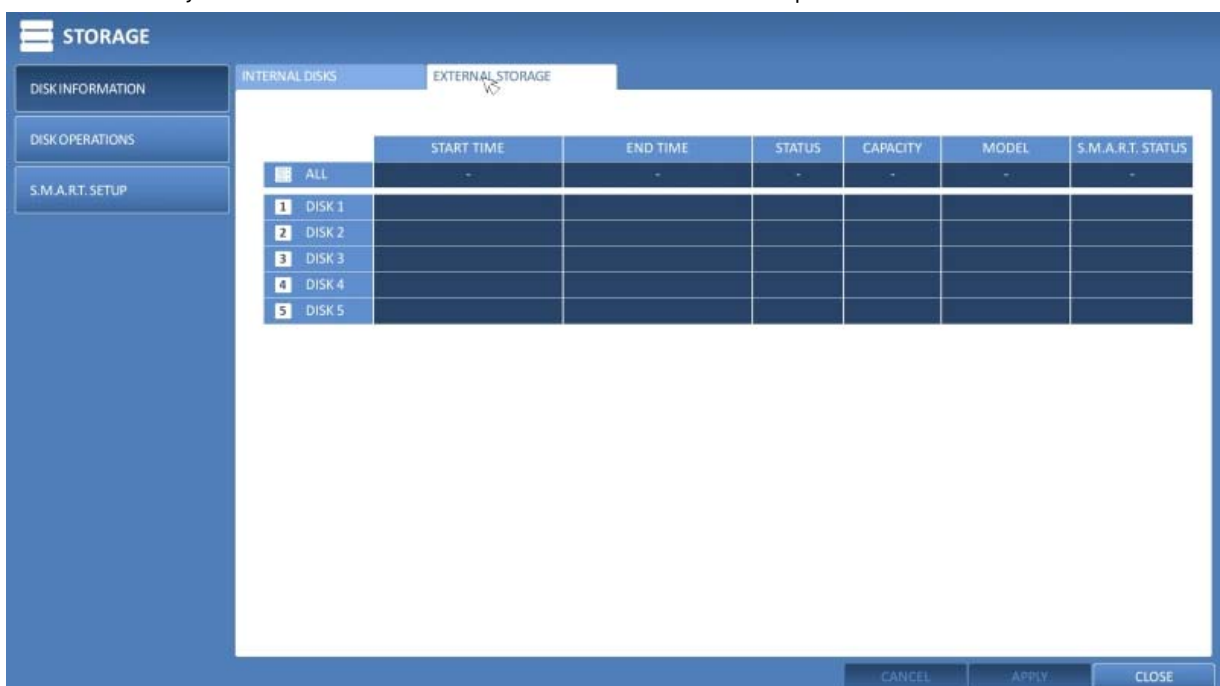 STORAGE
DISK INFORMATION
DISK OPERATIONS
S.M.A.R.T. SETUP
INTERNAL DISKS EXTERNAL STORAGE
START TIME END TIME STATUS CAPACITY MODEL S.M.A.R.T. STATUS
ALL - - - - - -
1 DISK 1
2 DISK 2
3 DISK 3
4 DISK 4
5 DISK 5
CANCEL APPLY CLOSE